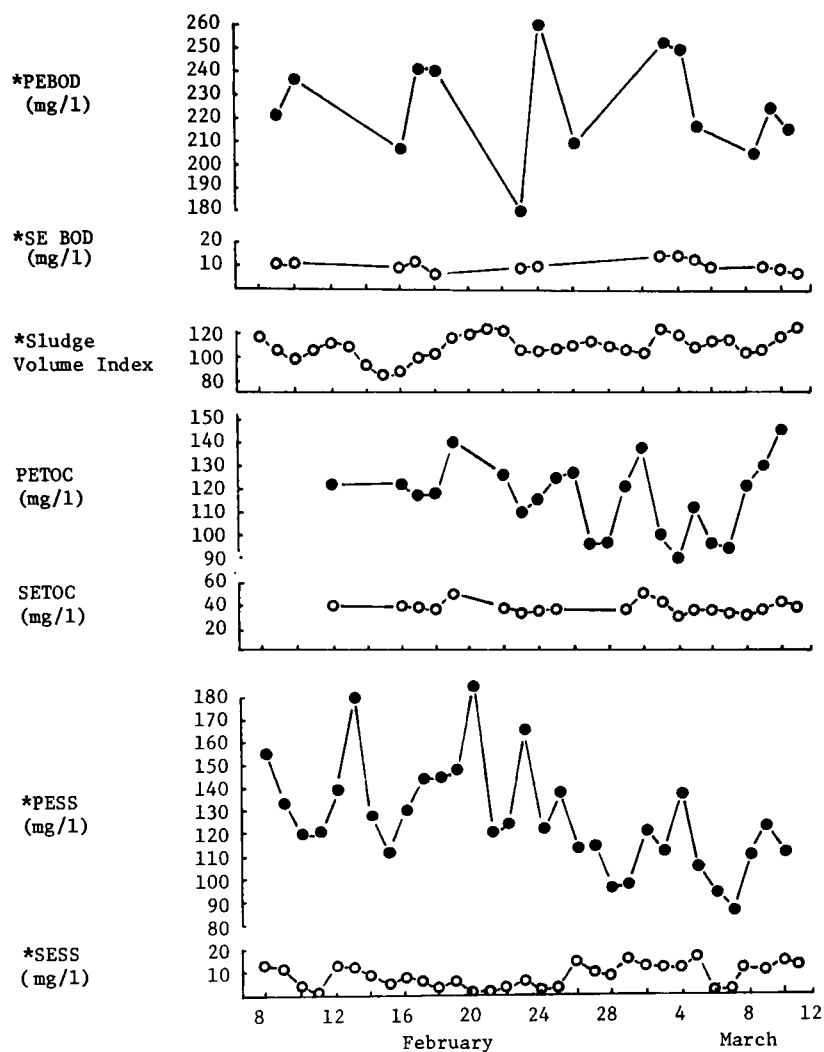 *PEBOD
(mg/l)
260
250
240
230
220
210
200
190
180
*SE BOD
(mg/l)
20
10
*Sludge
Volume Index
120
100
80
PETOC
(mg/l)
150
140
130
120
110
100
90
SETOC
(mg/l)
60
40
20
*PESS
(mg/l)
180
170
160
150
140
130
120
110
100
90
80
*SESS
(mg/l)
20
10
8 12 16 20 24 28 4 8 12
February March